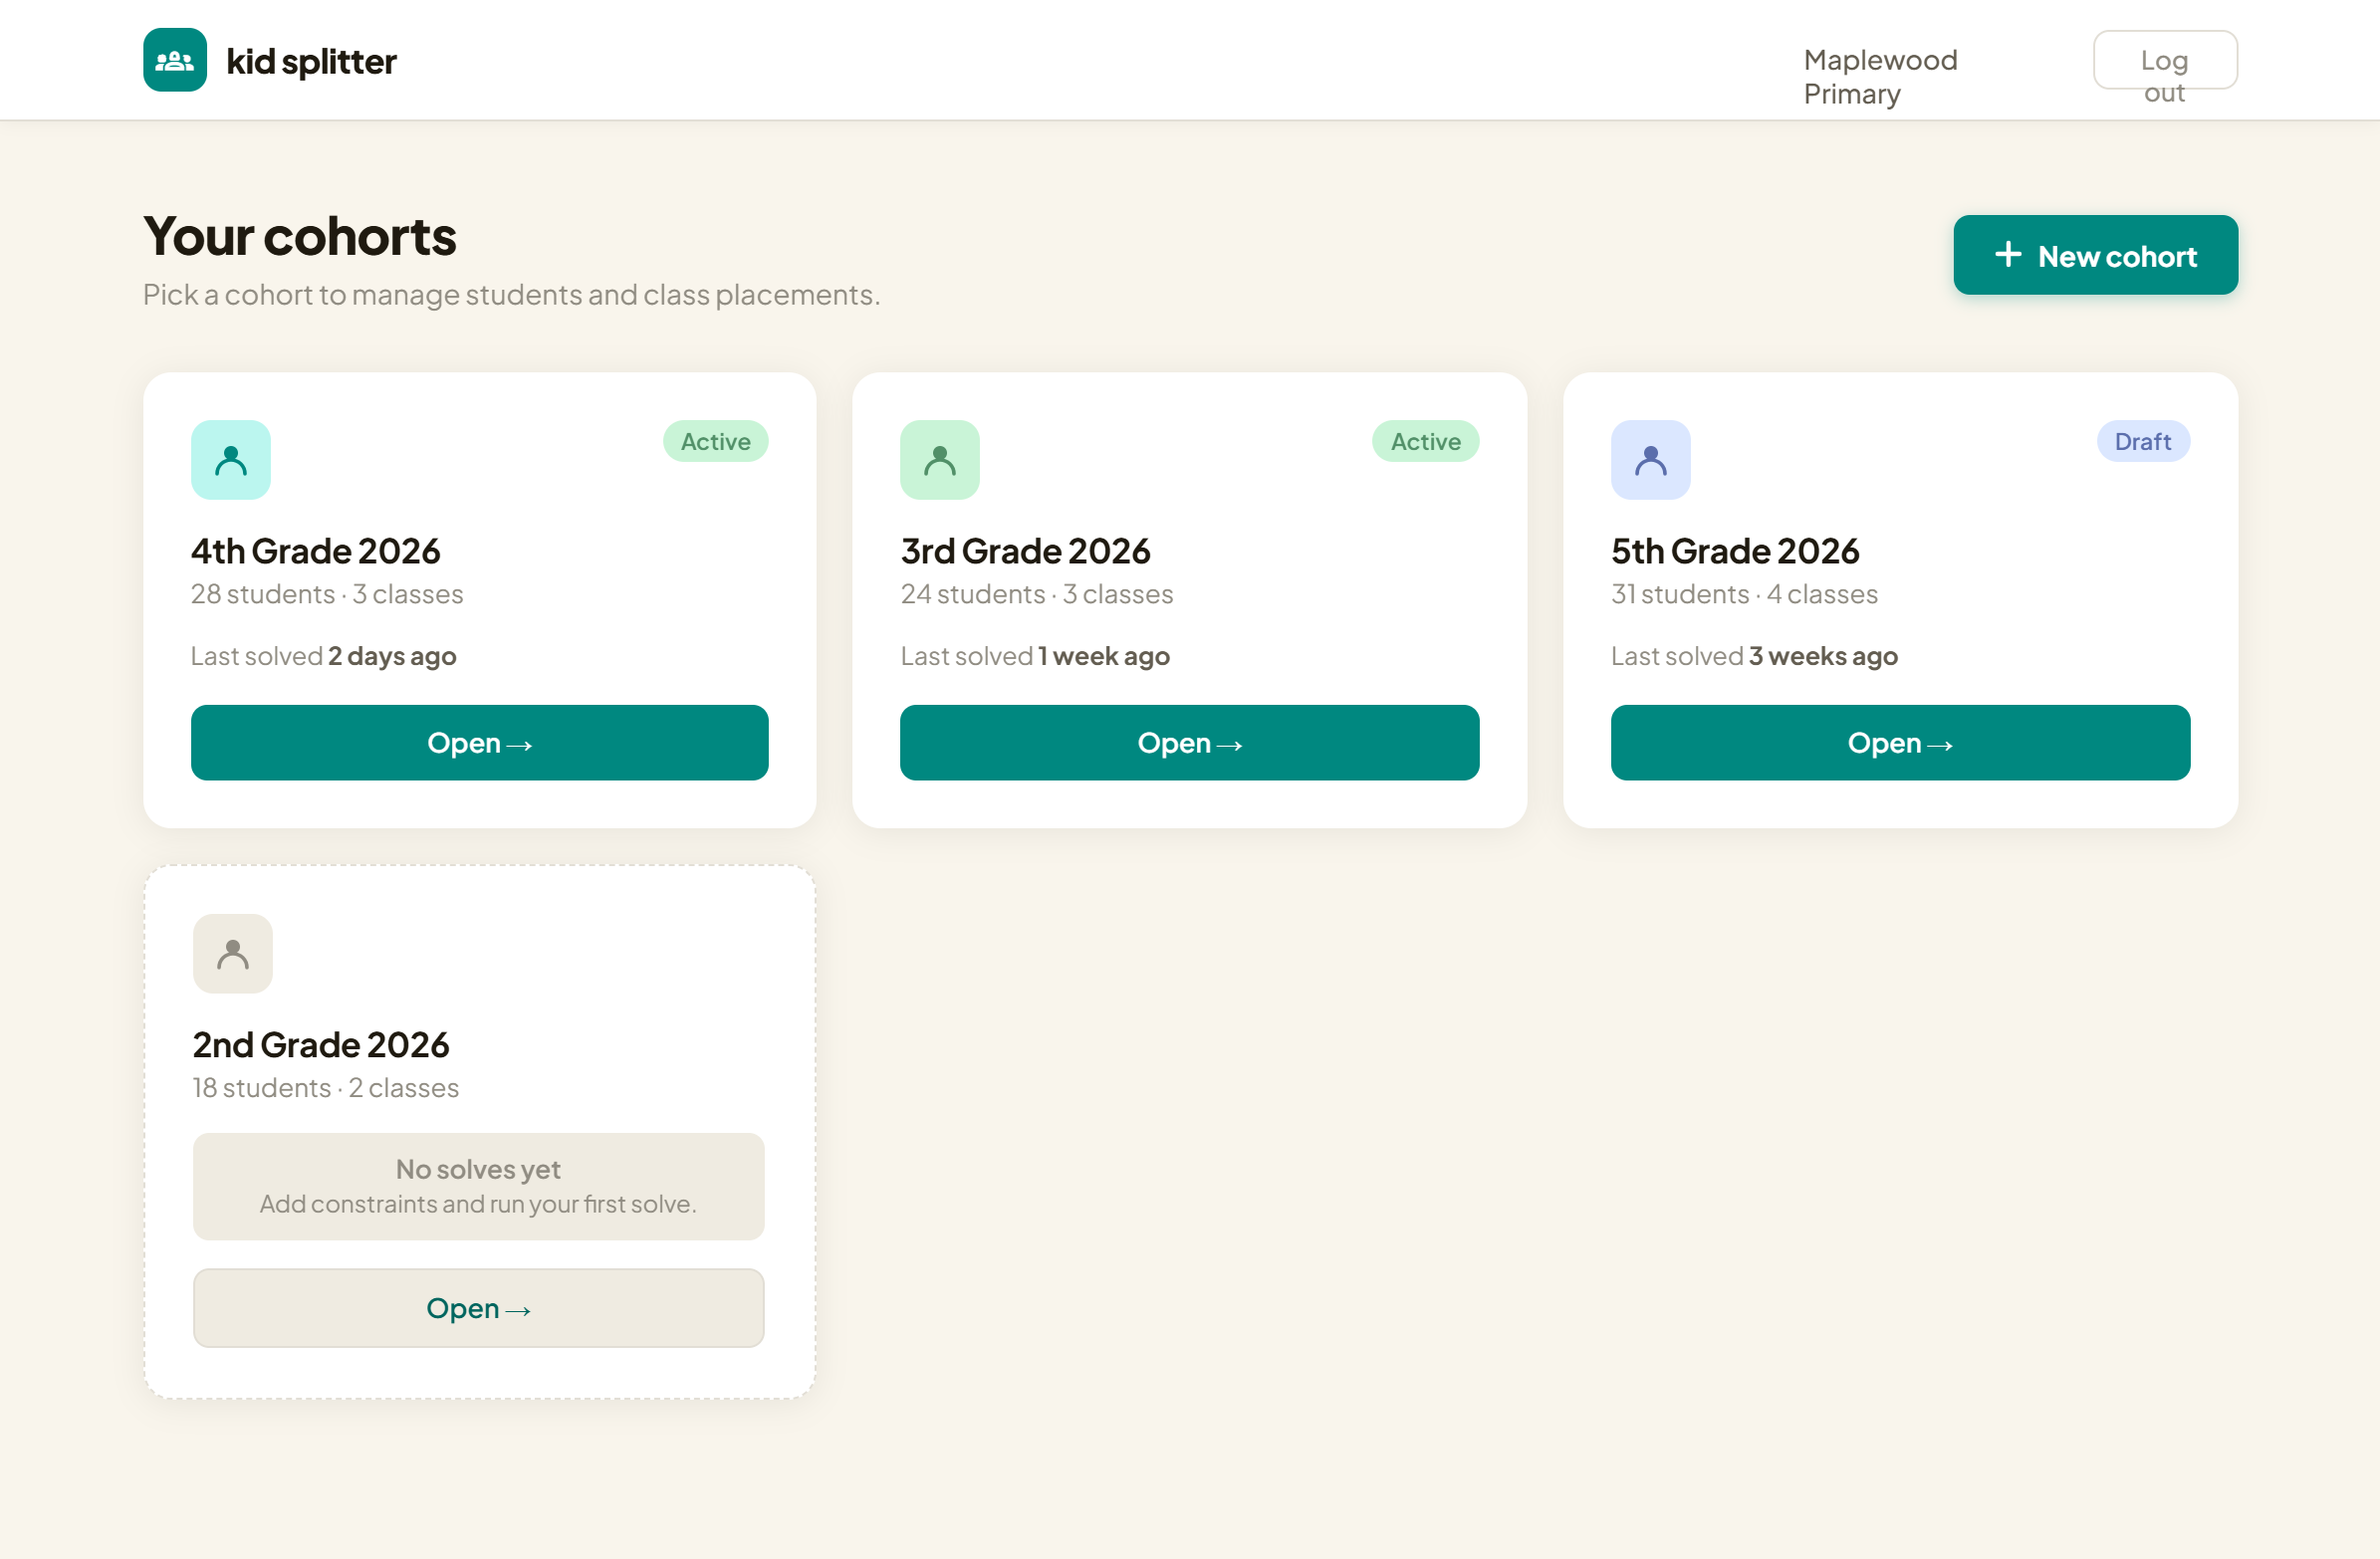 kid splitter
Maplewood
Primary
Log
out
Your cohorts
Pick a cohort to manage students and class placements.
+ New cohort
Active
4th Grade 2026
28 students · 3 classes
Last solved 2 days ago
Open →
Active
3rd Grade 2026
24 students · 3 classes
Last solved 1 week ago
Open →
Draft
5th Grade 2026
31 students · 4 classes
Last solved 3 weeks ago
Open →
2nd Grade 2026
18 students · 2 classes
No solves yet
Add constraints and run your first solve.
Open →